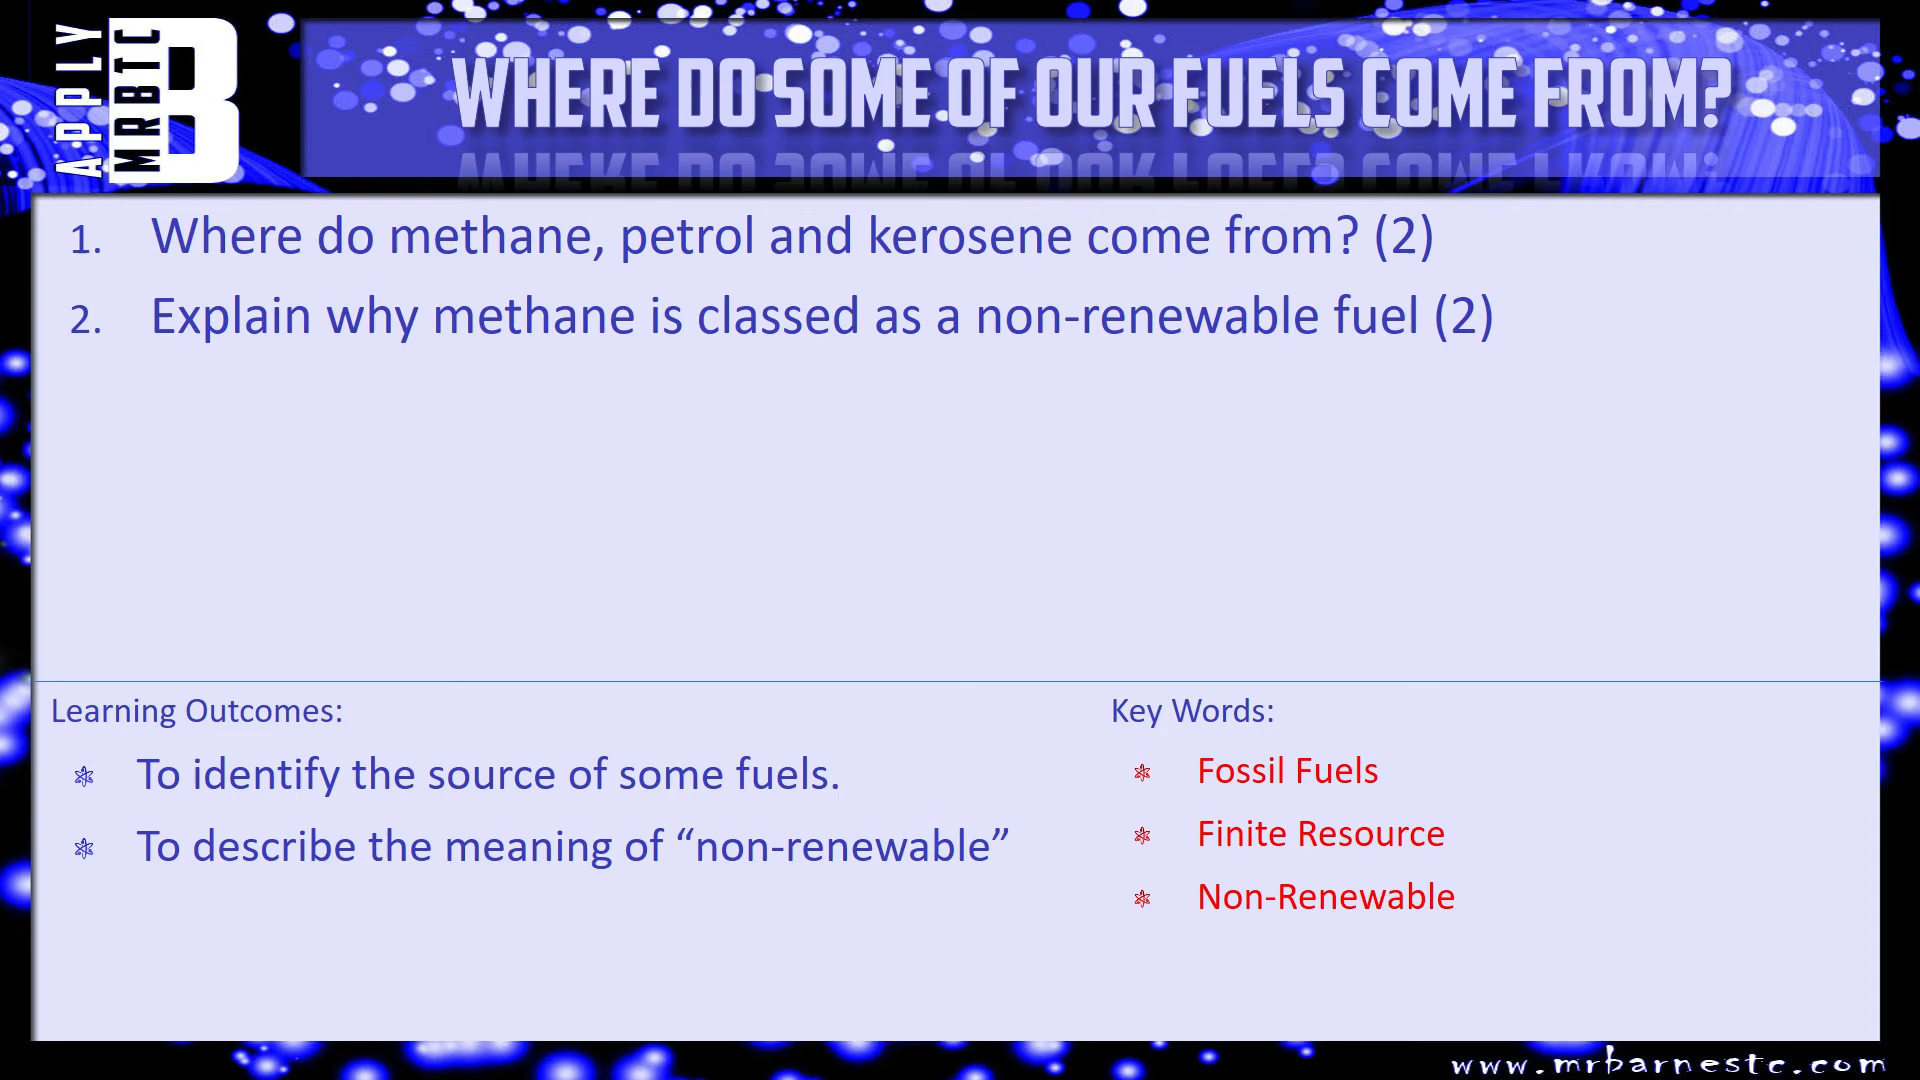 APPLY
MRBTC
B
WHERE DO SOME OF OUR FUELS COME FROM?
1. Where do methane, petrol and kerosene come from? (2)
2. Explain why methane is classed as a non-renewable fuel (2)
Learning Outcomes:
To identify the source of some fuels.
To describe the meaning of “non-renewable”
Key Words:
Fossil Fuels
Finite Resource
Non-Renewable
www.mrbarnestc.com